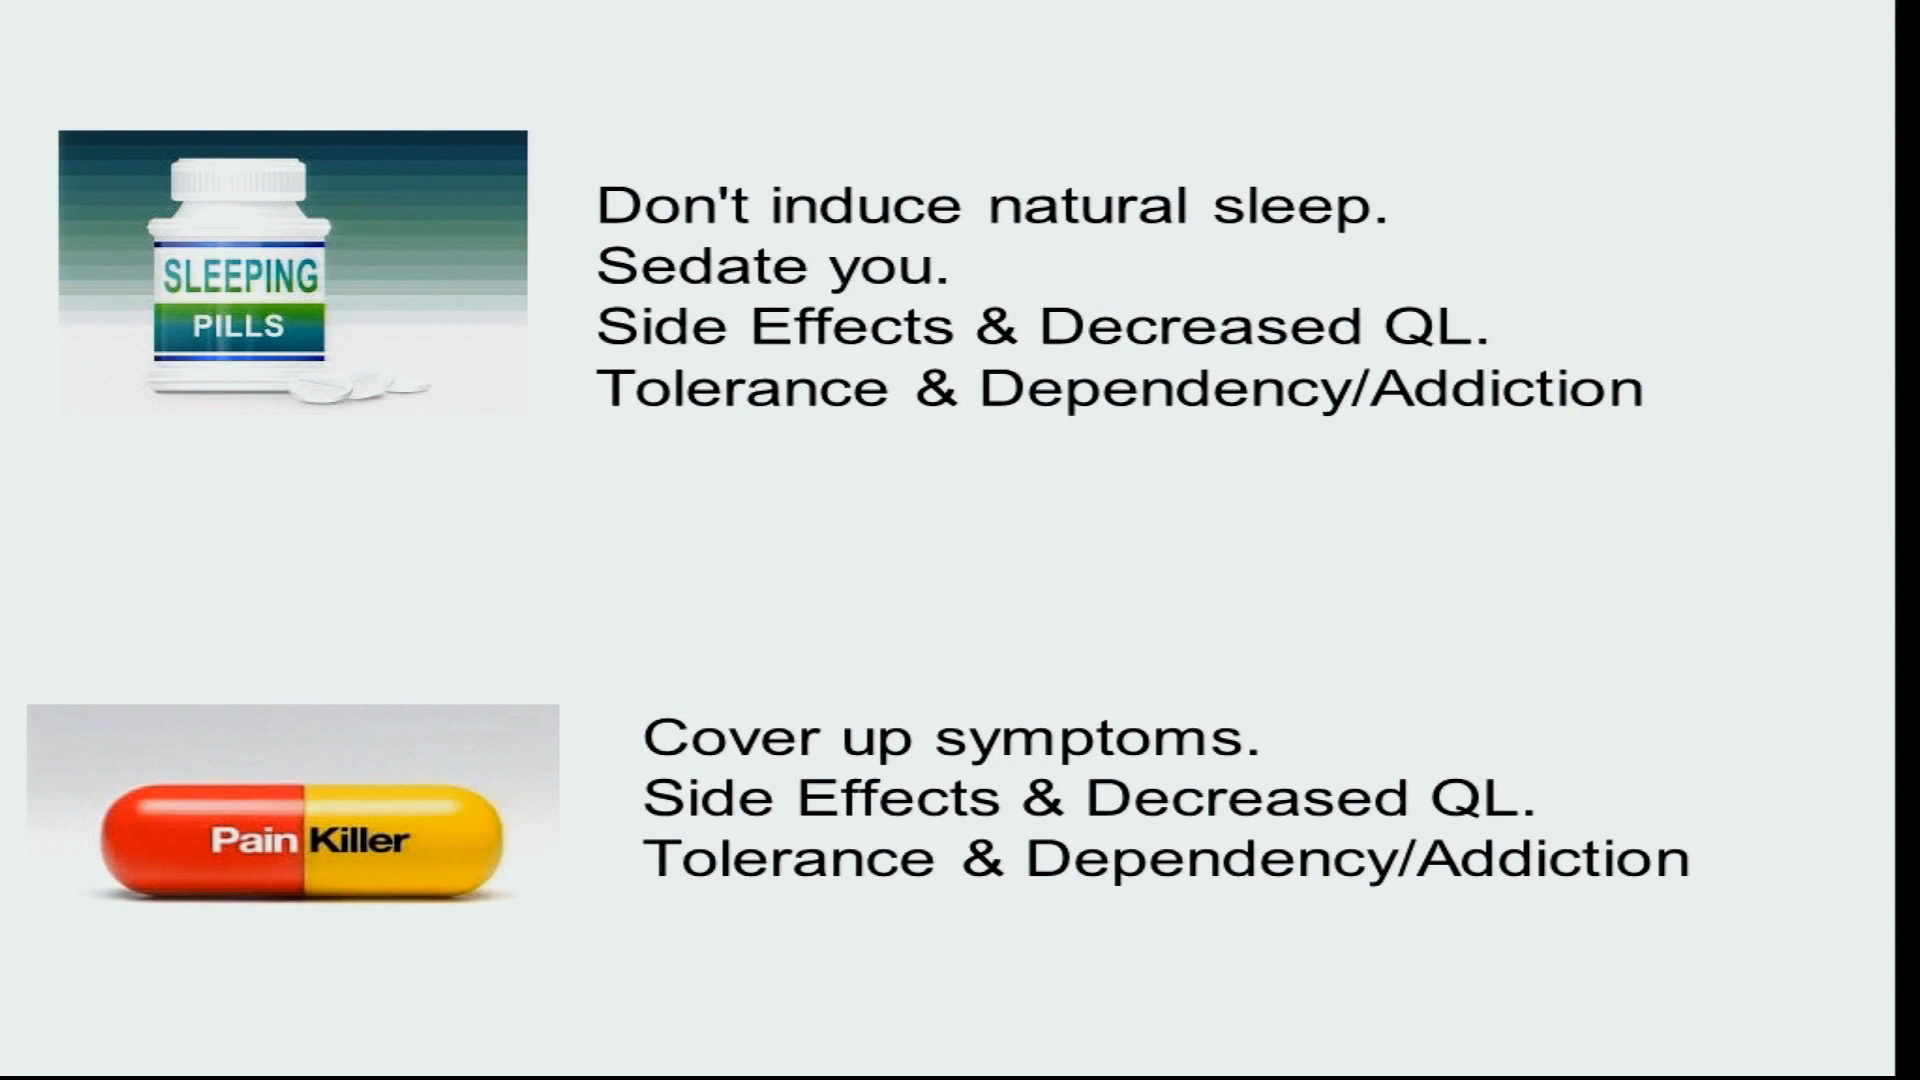 SLEEPING
PILLS
Don't induce natural sleep.
Sedate you.
Side Effects & Decreased QL.
Tolerance & Dependency/Addiction
Pain Killer
Cover up symptoms.
Side Effects & Decreased QL.
Tolerance & Dependency/Addiction